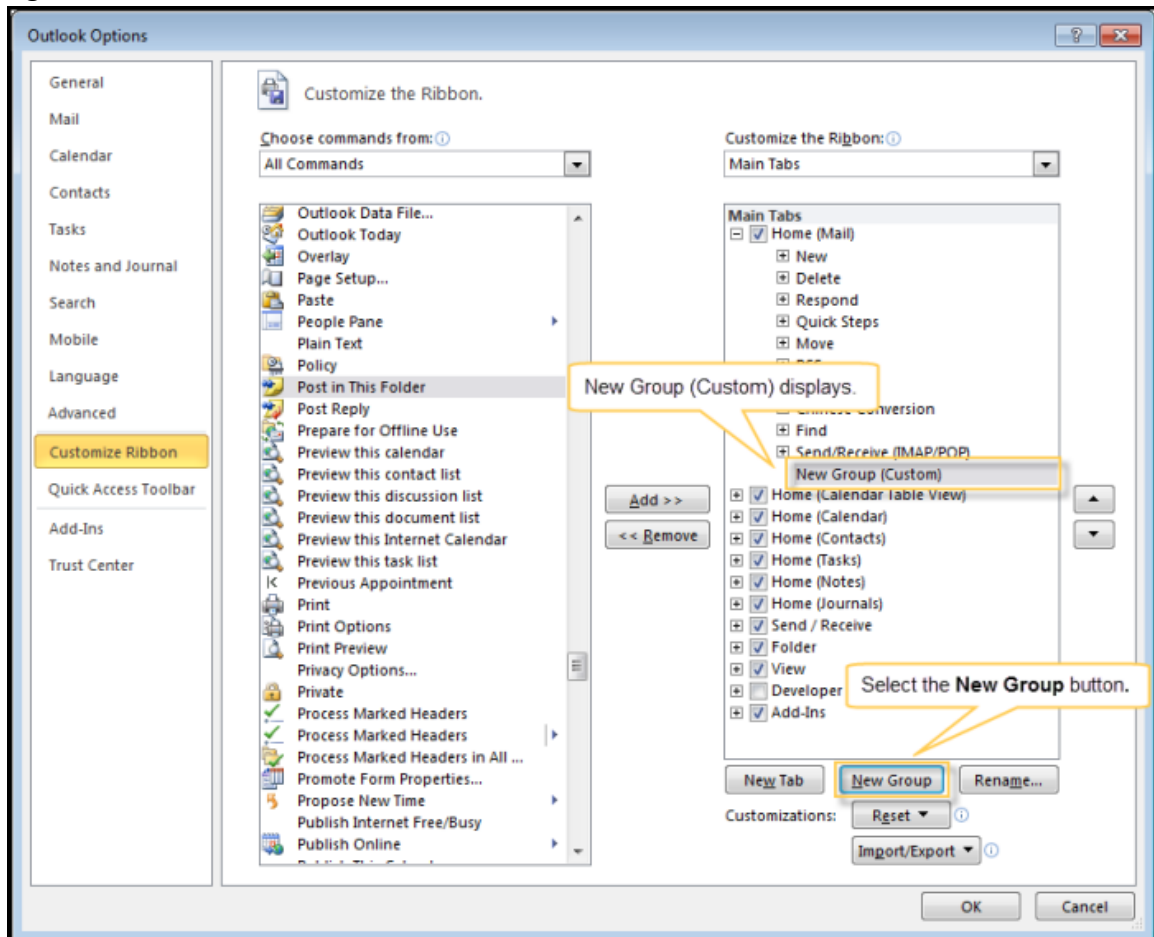 Outlook Options
General
Mail
Calendar
Contacts
Tasks
Notes and Journal
Search
Mobile
Language
Advanced
Customize Ribbon
Quick Access Toolbar
Add-Ins
Trust Center
Customize the Ribbon.
Choose commands from:
All Commands
Outlook Data File...
Outlook Today
Overlay
Page Setup...
Paste
People Pane
Plain Text
Policy
Post in This Folder
Post Reply
Prepare for Offline Use
Preview this calendar
Preview this contact list
Preview this discussion list
Preview this document list
Preview this Internet Calendar
Preview this task list
Previous Appointment
Print
Print Options
Print Preview
Privacy Options...
Private
Process Marked Headers
Process Marked Headers
Process Marked Headers in All ...
Promote Form Properties...
Propose New Time
Publish Internet Free/Busy
Publish Online
Add >>
<< Remove
Customize the Ribbon:
Main Tabs
Main Tabs
Home (Mail)
New
Delete
Respond
Quick Steps
Move
New Group (Custom) displays.
Chinese Conversion
Find
Send/Receive (IMAP/POP)
New Group (Custom)
Home (Calendar Table View)
Home (Calendar)
Home (Contacts)
Home (Tasks)
Home (Notes)
Home (Journals)
Send / Receive
Folder
View
Developer
Add-Ins
Select the New Group button.
New Tab
New Group
Rename...
Customizations:
Reset
Import/Export
OK
Cancel